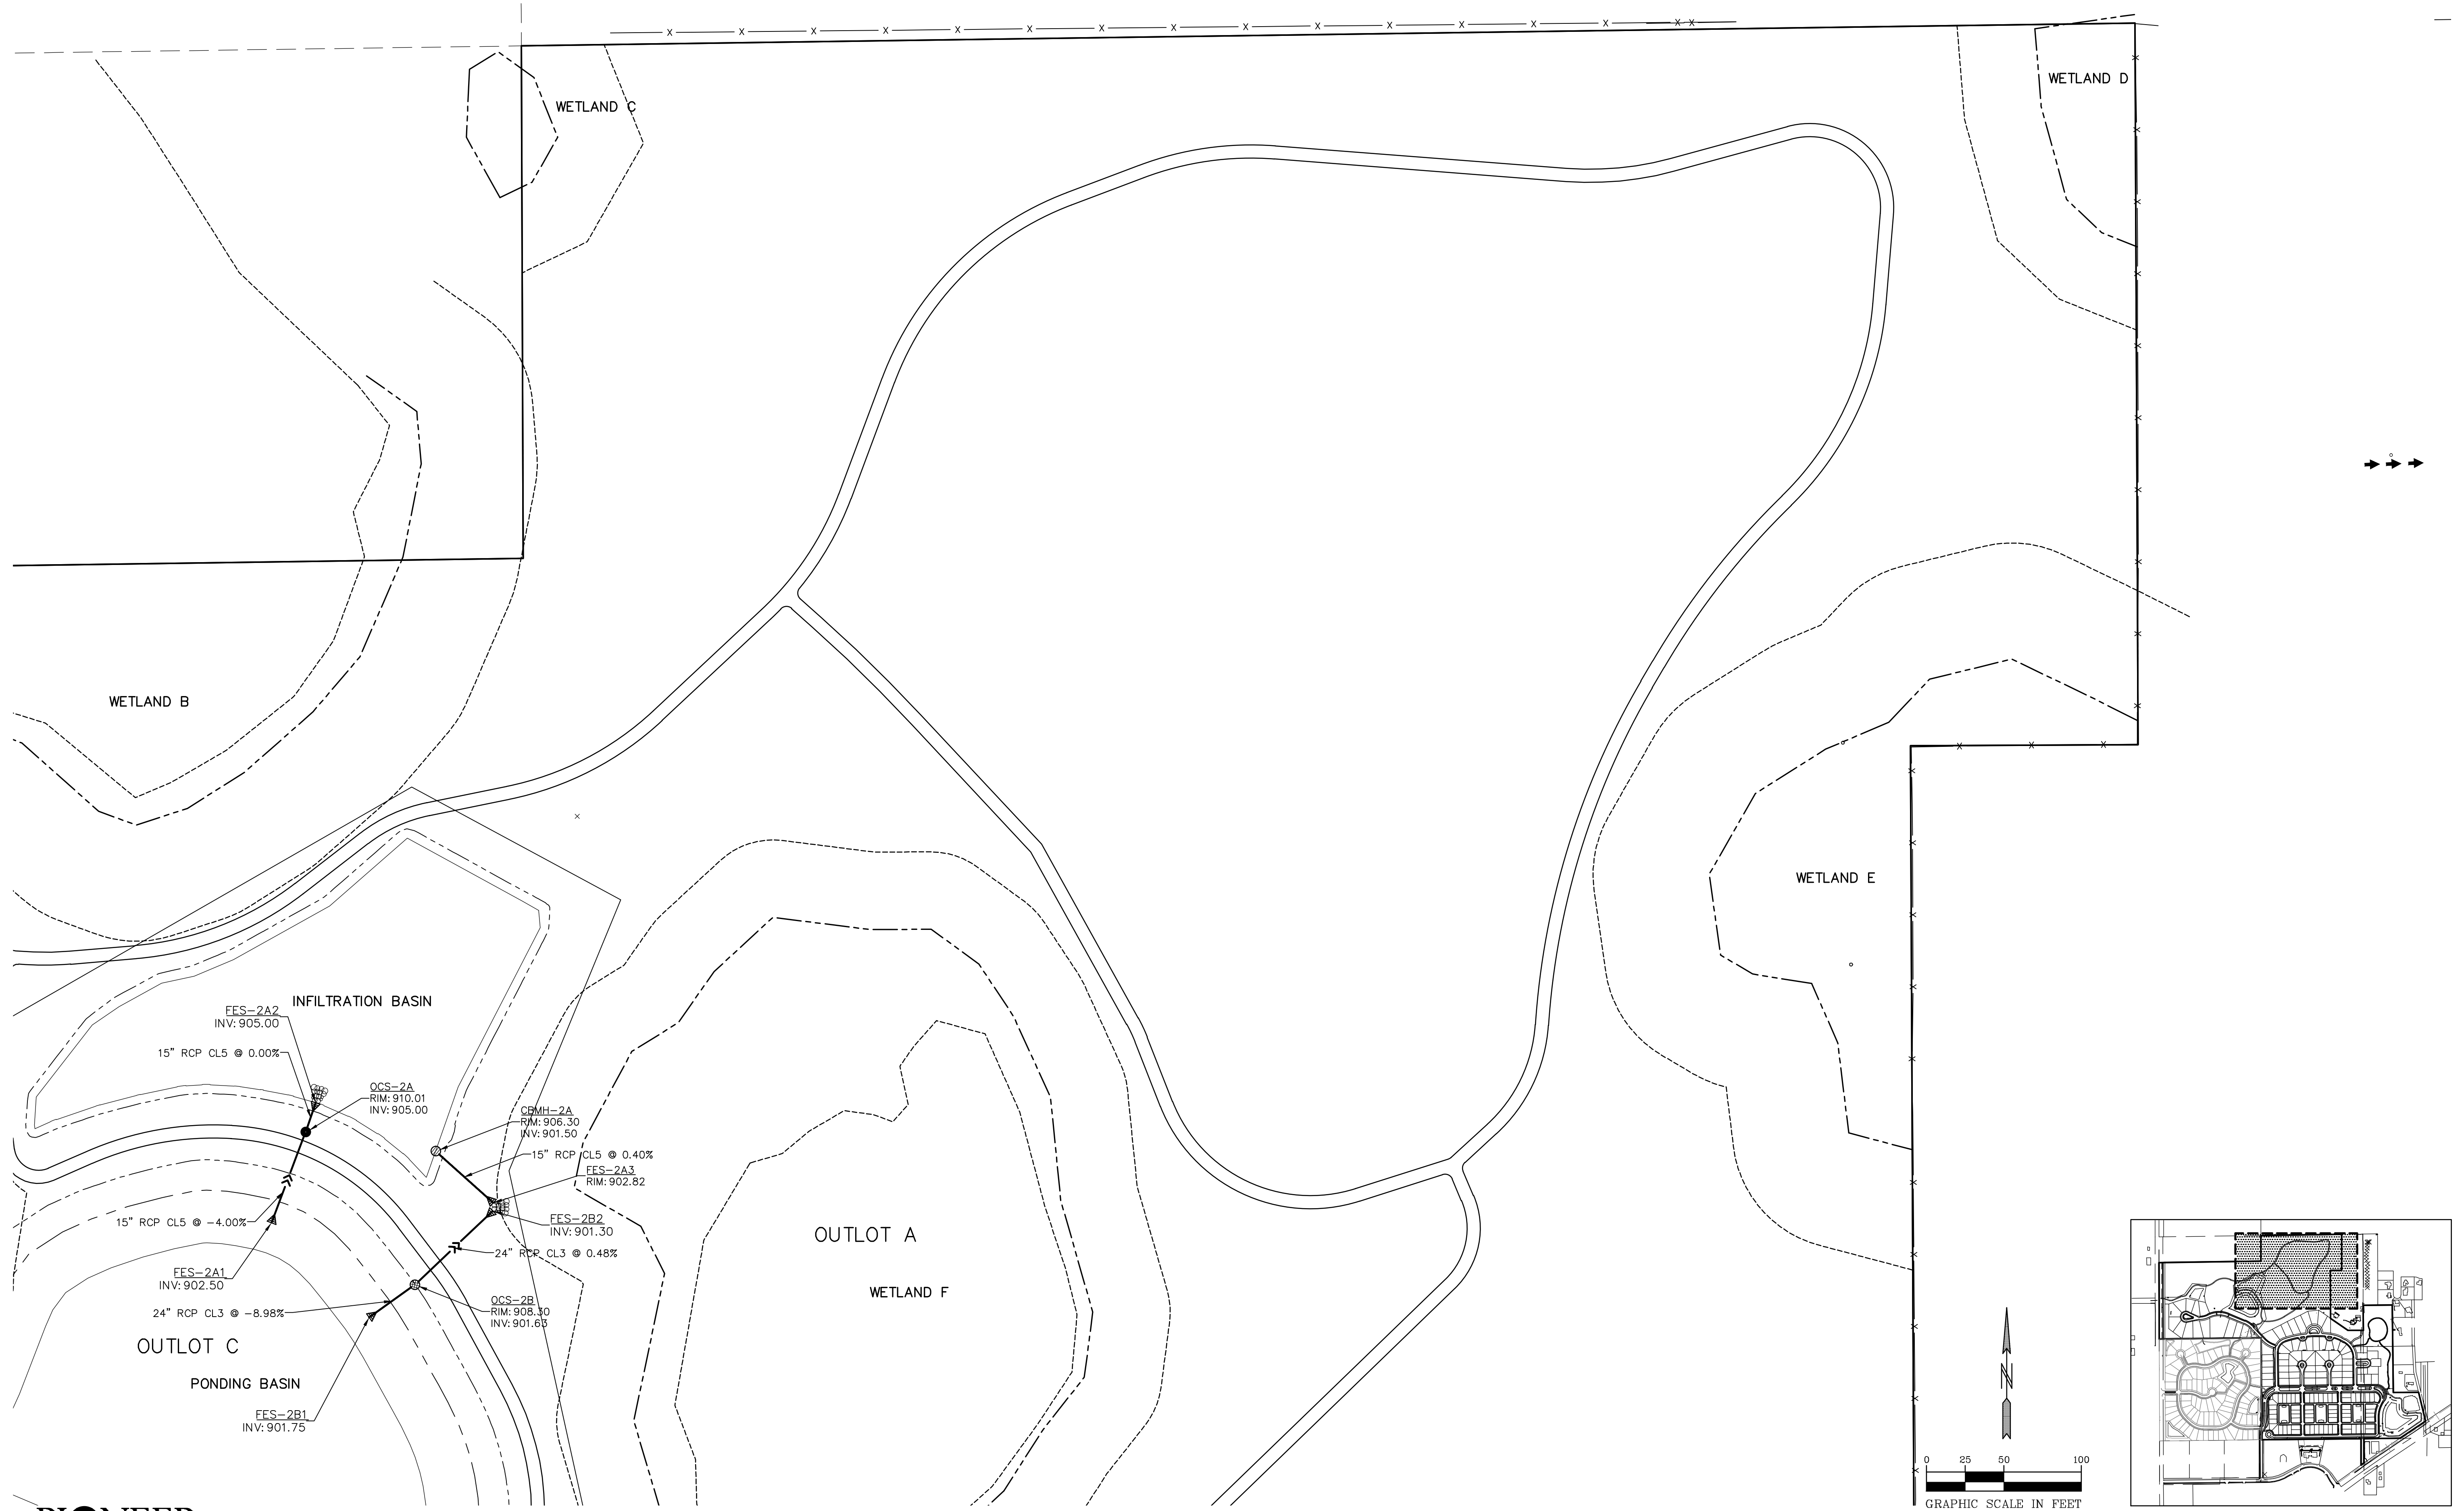 WETLAND C
WETLAND D
WETLAND B
WETLAND E
INFILTRATION BASIN
FES-2A2
INV: 905.00
15" RCP CL5 @ 0.00%
OCS-2A
RIM: 910.01
INV: 905.00
CBMH-2A
RIM: 906.30
INV: 901.50
15" RCP CL5 @ 0.40%
FES-2A3
RIM: 902.82
15" RCP CL5 @ -4.00%
FES-2B2
INV: 901.30
OUTLOT A
24" RCP CL3 @ 0.48%
FES-2A1
INV: 902.50
WETLAND F
24" RCP CL3 @ -8.98%
OCS-2B
RIM: 908.30
INV: 901.63
OUTLOT C
PONDING BASIN
FES-2B1
INV: 901.75
N
0 25 50 100
GRAPHIC SCALE IN FEET